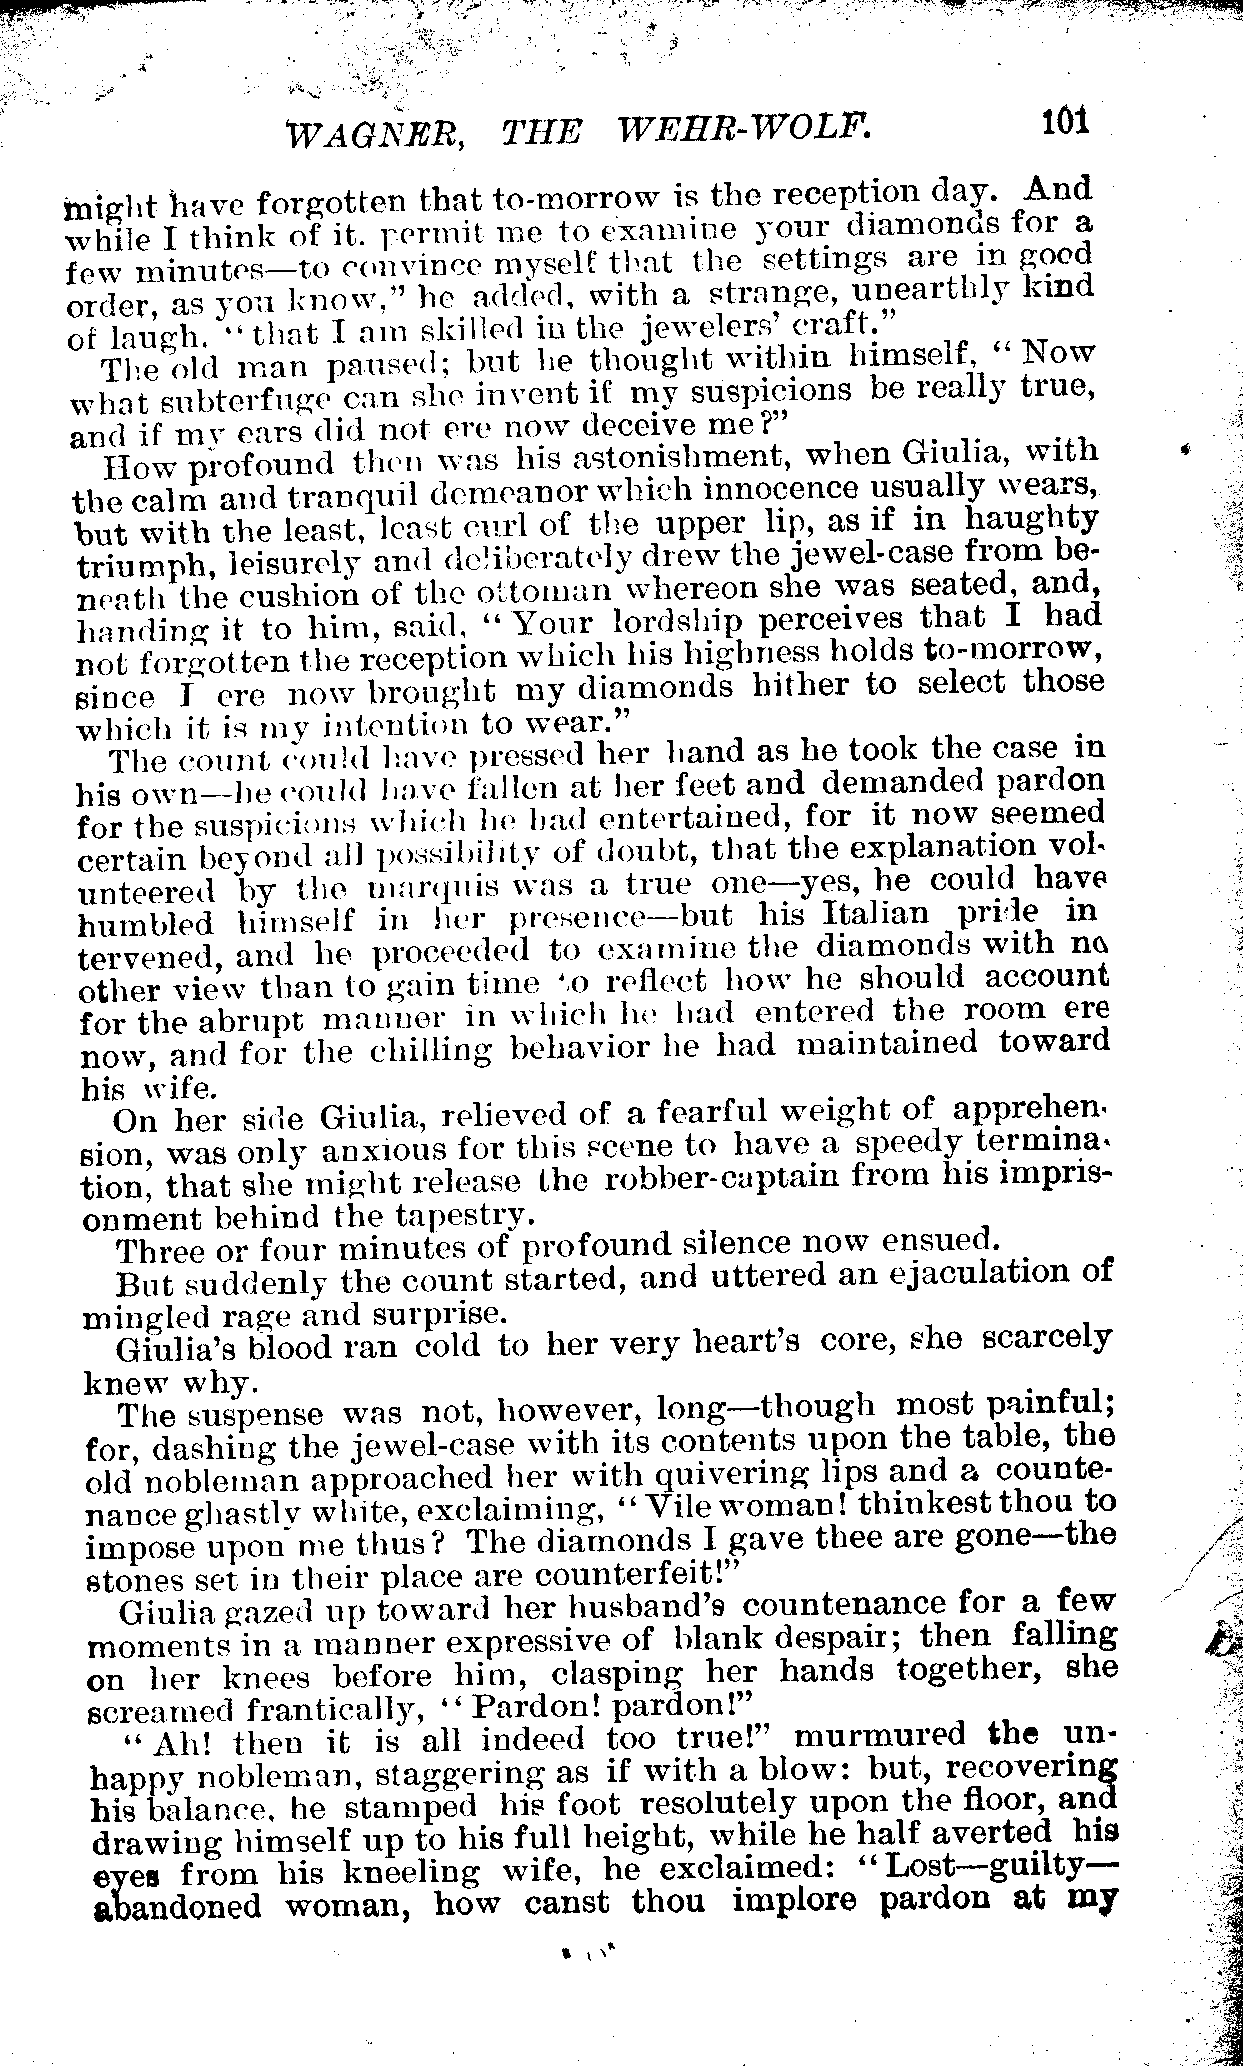 WAGNER, THE WEHR-WOLF. 101
might have forgotten that to-morrow is the reception day. And
while I think of it. permit me to examine your diamonds for a
few minutes—to convince myself that the settings are in good
order, as you know," he added, with a strange, unearthly kind
of laugh. "that I am skilled in the jewelers' craft."
The old man paused; but he thought within himself, "Now
what subterfuge can she invent if my suspicions be really true,
and if my ears did not ere now deceive me?"
How profound then was his astonishment, when Giulia, with
the calm and tranquil demeanor which innocence usually wears,
but with the least, least curl of the upper lip, as if in haughty
triumph, leisurely and deliberately drew the jewel-case from be-
neath the cushion of the ottoman whereon she was seated, and,
handing it to him, said, "Your lordship perceives that I had
not forgotten the reception which his highness holds to-morrow,
since I ere now brought my diamonds hither to select those
which it is my intention to wear."
The count could have pressed her hand as he took the case in
his own—he could have fallen at her feet and demanded pardon
for the suspicions which he had entertained, for it now seemed
certain beyond all possibility of doubt, that the explanation vol-
unteered by the marquis was a true one—yes, he could have
humbled himself in her presence—but his Italian pride in
tervened, and he proceeded to examine the diamonds with no
other view than to gain time to reflect how he should account
for the abrupt manner in which he had entered the room ere
now, and for the chilling behavior he had maintained toward
his wife.
On her side Giulia, relieved of a fearful weight of apprehen-
sion, was only anxious for this scene to have a speedy termina-
tion, that she might release the robber-captain from his impris-
onment behind the tapestry.
Three or four minutes of profound silence now ensued.
But suddenly the count started, and uttered an ejaculation of
mingled rage and surprise.
Giulia's blood ran cold to her very heart's core, she scarcely
knew why.
The suspense was not, however, long—though most painful;
for, dashing the jewel-case with its contents upon the table, the
old nobleman approached her with quivering lips and a counte-
nance ghastly white, exclaiming, "Vile woman! thinkest thou to
impose upon me thus? The diamonds I gave thee are gone—the
stones set in their place are counterfeit!"
Giulia gazed up toward her husband's countenance for a few
moments in a manner expressive of blank despair; then falling
on her knees before him, clasping her hands together, she
screamed frantically, "Pardon! pardon!"
"Ah! then it is all indeed too true!" murmured the un-
happy nobleman, staggering as if with a blow: but, recovering
his balance, he stamped his foot resolutely upon the floor, and
drawing himself up to his full height, while he half averted his
eyes from his kneeling wife, he exclaimed: "Lost—guilty—
abandoned woman, how canst thou implore pardon at my